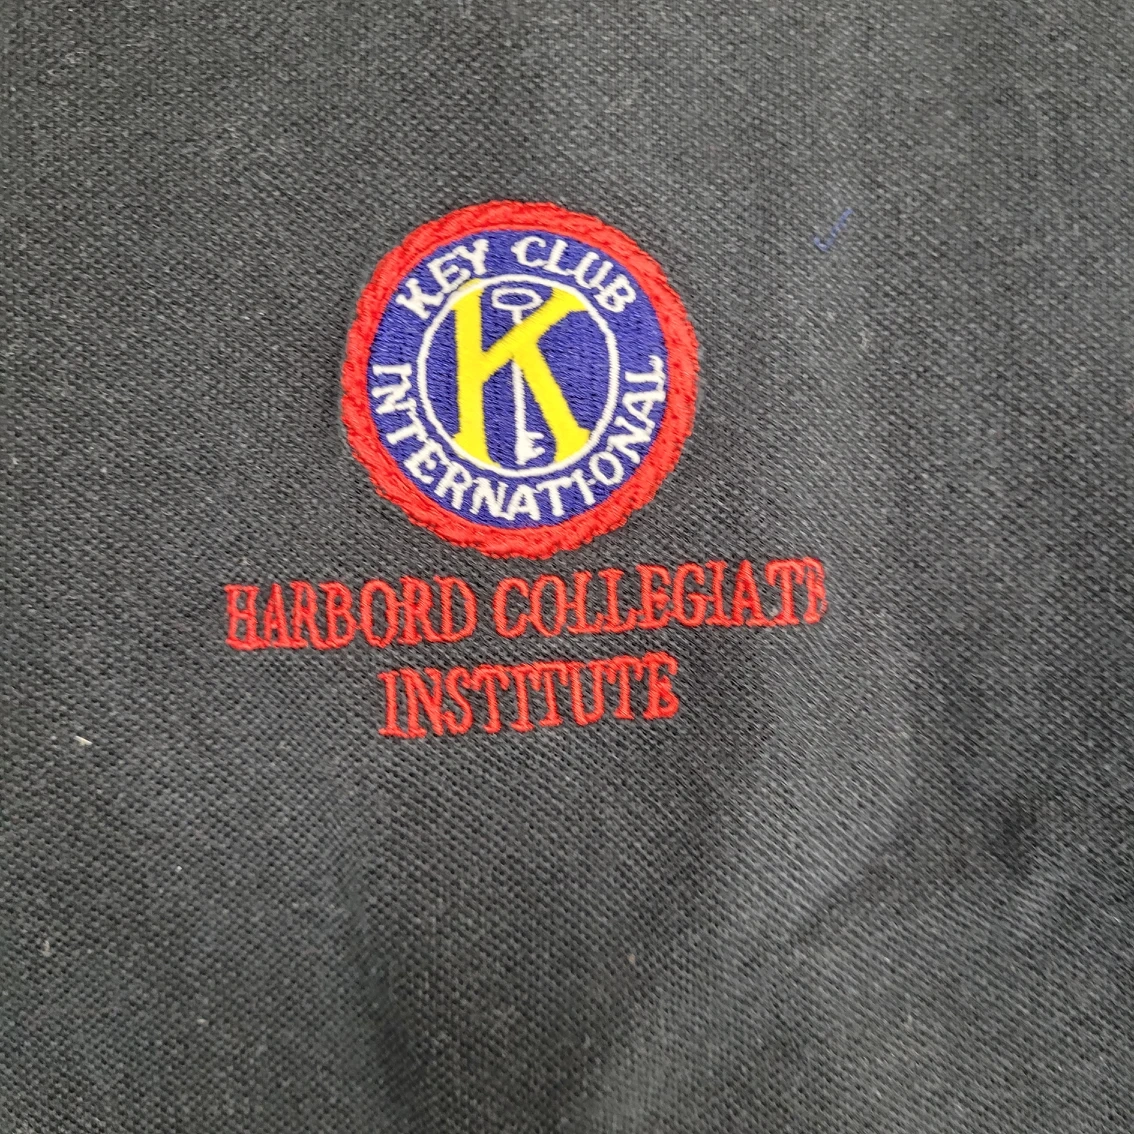 KEY CLUB
K
INTERNATIONAL
HARBORD COLLEGIATE
INSTITUTE